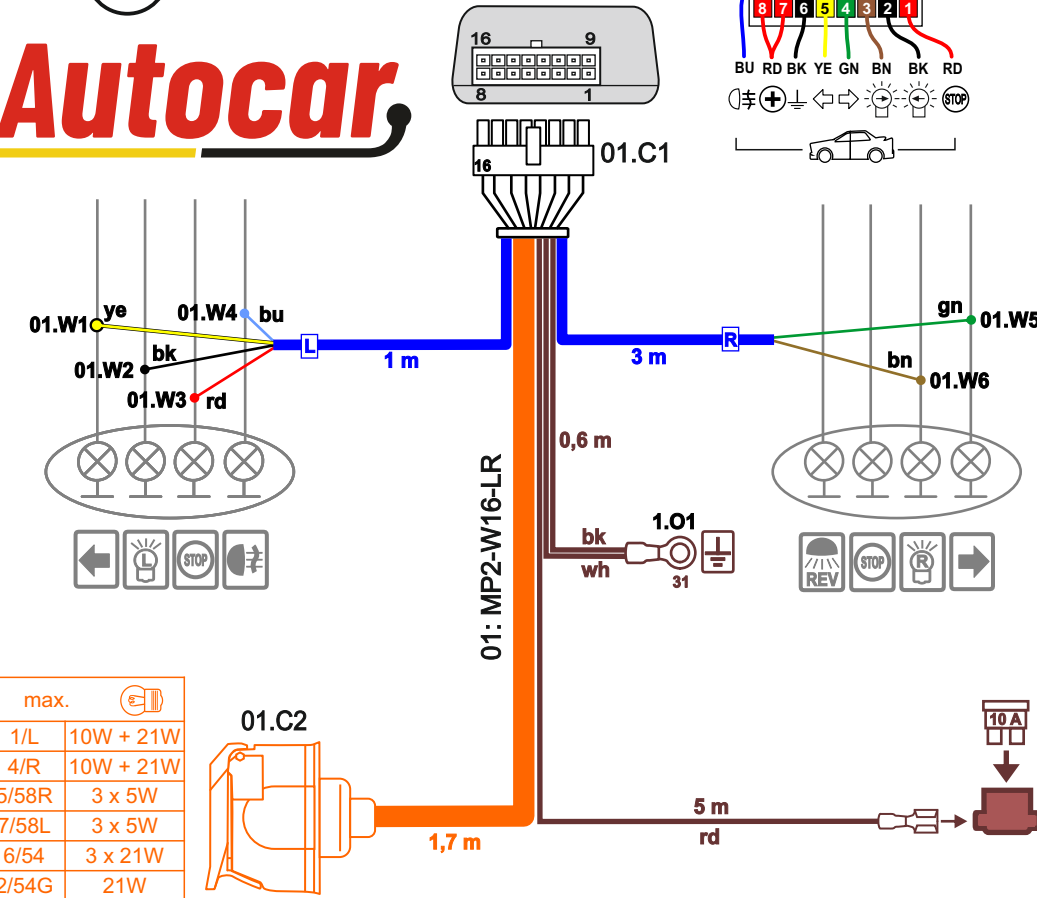 8 7 6 5 4 3 2 1
BU RD BK YE GN BN BK RD
STOP
Autocar
16 9
8 1
16
01.C1
01.W1
ye
01.W4
bu
01.W2
bk
01.W3
rd
L
1 m
R
3 m
gn
01.W5
bn
01.W6
0,6 m
01: MP2-W16-LR
bk
wh
1.O1
31
L
STOP
REV
STOP
R
max.
1/L 10W + 21W
4/R 10W + 21W
5/58R 3 x 5W
7/58L 3 x 5W
6/54 3 x 21W
2/54G 21W
01.C2
1,7 m
5 m
rd
10 A